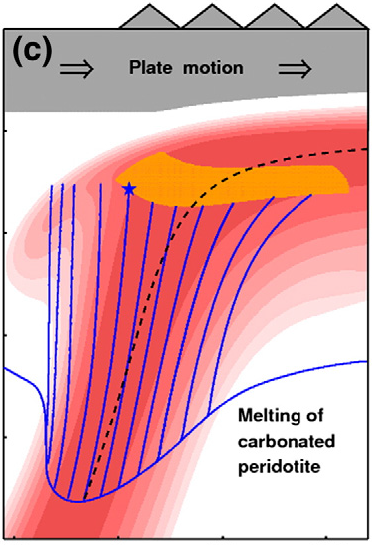 (c)
Plate motion
Melting of
carbonated
peridotite